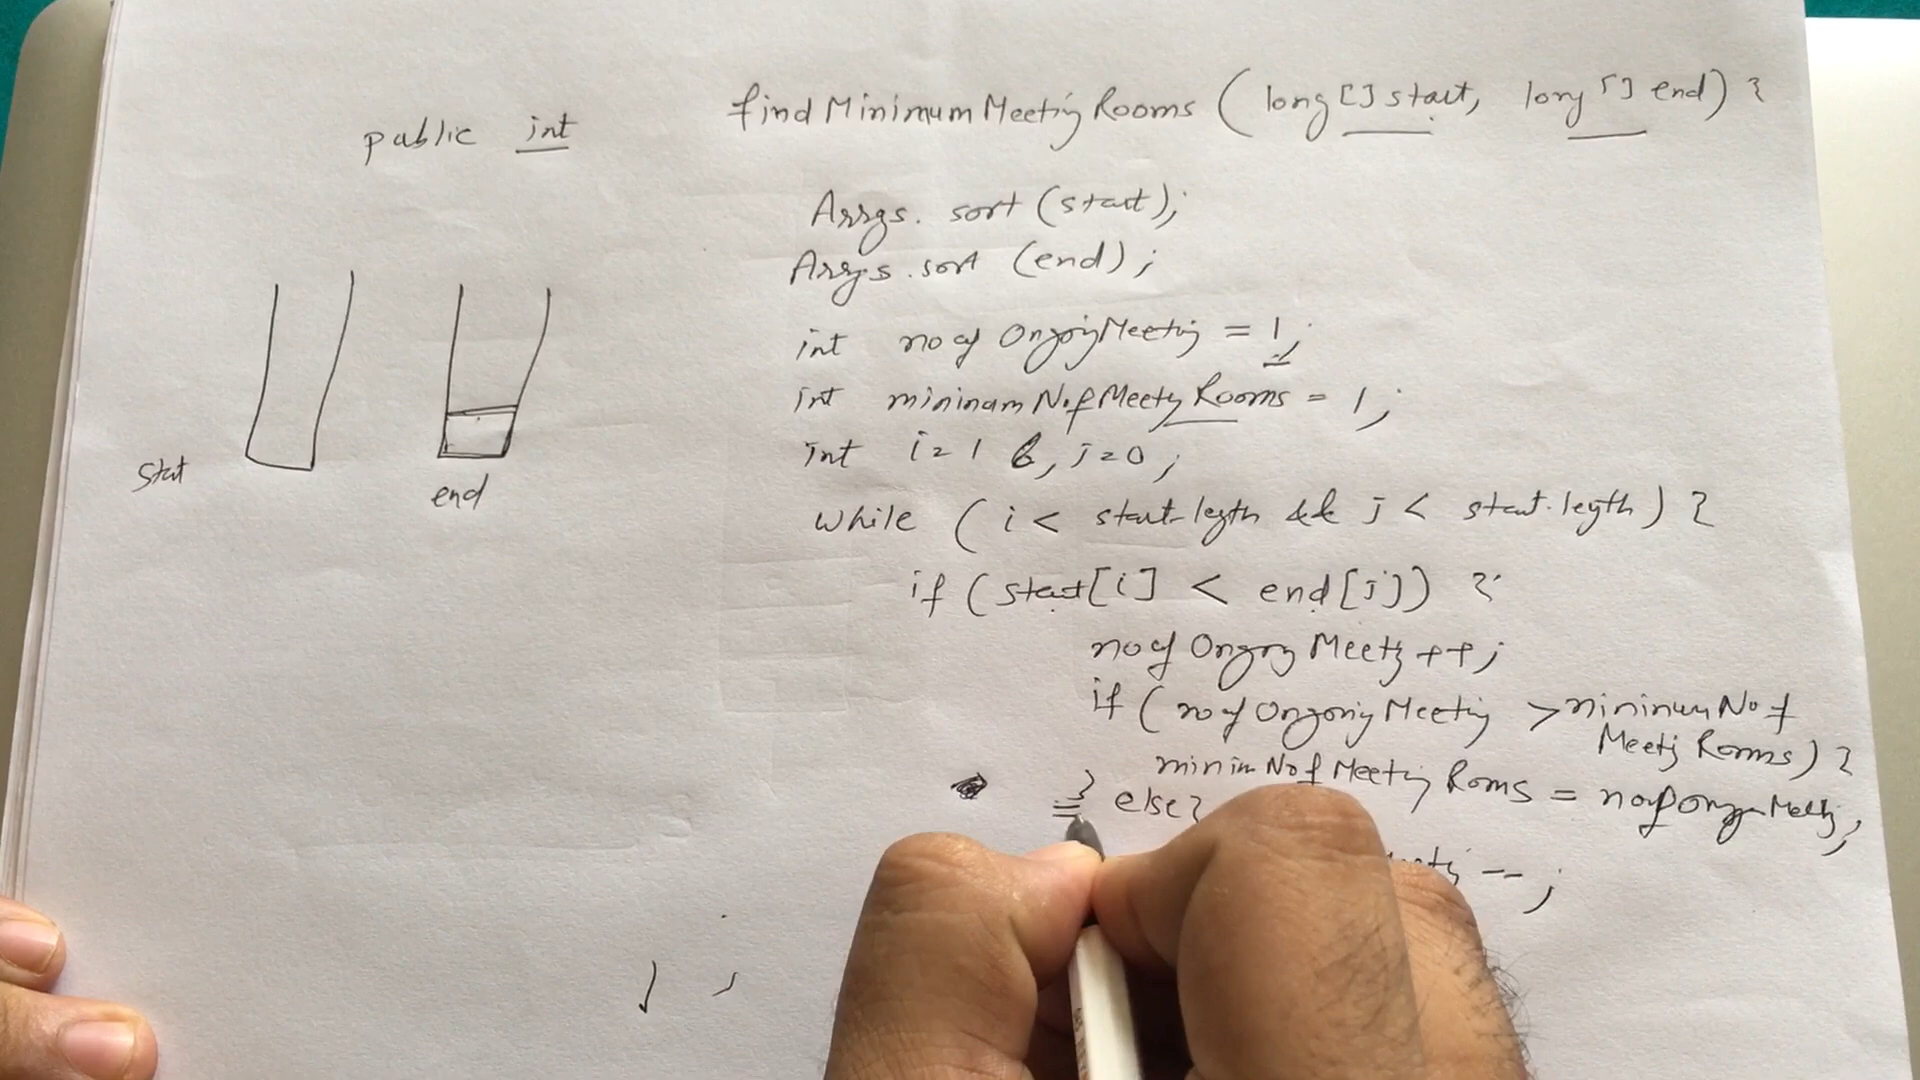 public int findMinimumMeetingRooms (long[] start, long[] end) {
Arrays.sort (start);
Arrays.sort (end);
int noOfOngoingMeeting = 1;
int minimumNoOfMeetingRooms = 1;
int i=1, j=0;
while (i < start.length && j < start.length) {
if (start[i] < end[j]) {
noOfOngoingMeeting++;
if (noOfOngoingMeeting > minimumNoOf
MeetingRooms) {
minimNoOfMeetingRooms = noOfOngoingMeeting;
} else {
--;
start
end